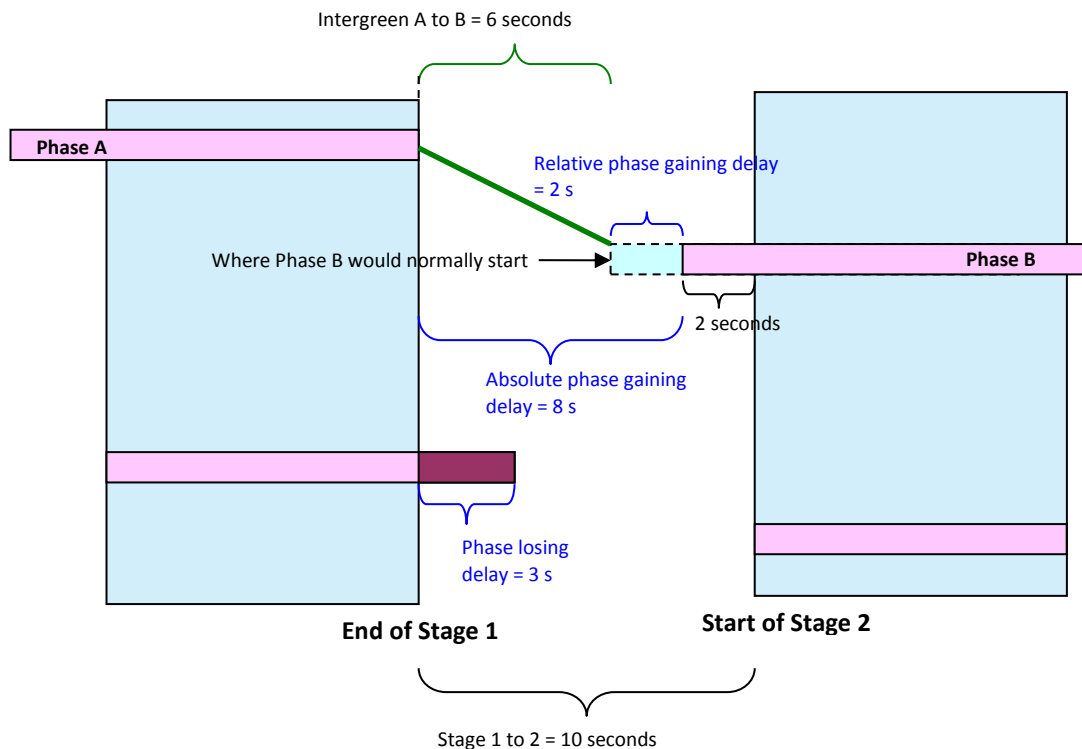 Intergreen A to B = 6 seconds
Phase A
Relative phase gaining delay
= 2 s
Where Phase B would normally start
Phase B
2 seconds
Absolute phase gaining
delay = 8 s
Phase losing
delay = 3 s
End of Stage 1
Start of Stage 2
Stage 1 to 2 = 10 seconds